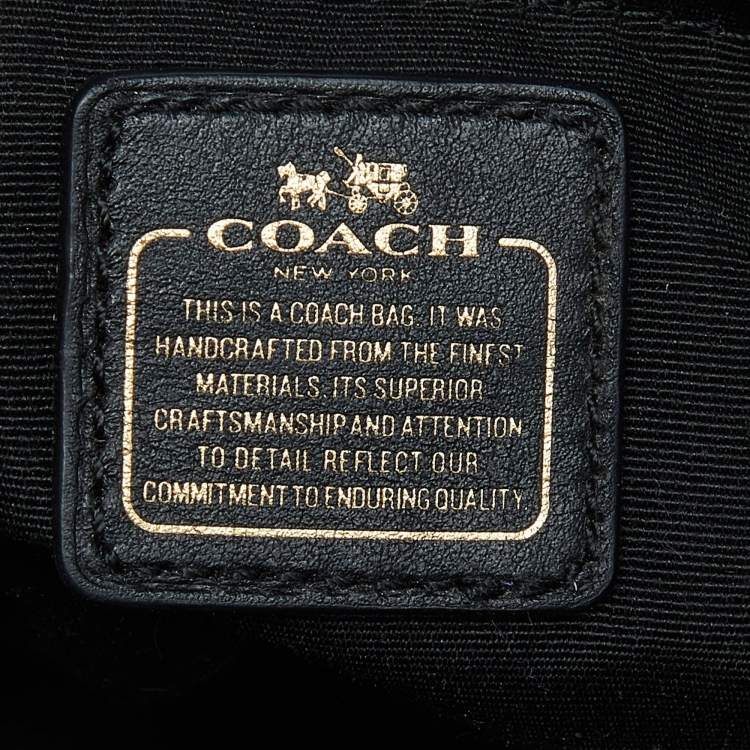 COACH
NEW YORK
THIS IS A COACH BAG. IT WAS
HANDCRAFTED FROM THE FINEST
MATERIALS. ITS SUPERIOR
CRAFTSMANSHIP AND ATTENTION
TO DETAIL REFLECT OUR
COMMITMENT TO ENDURING QUALITY.